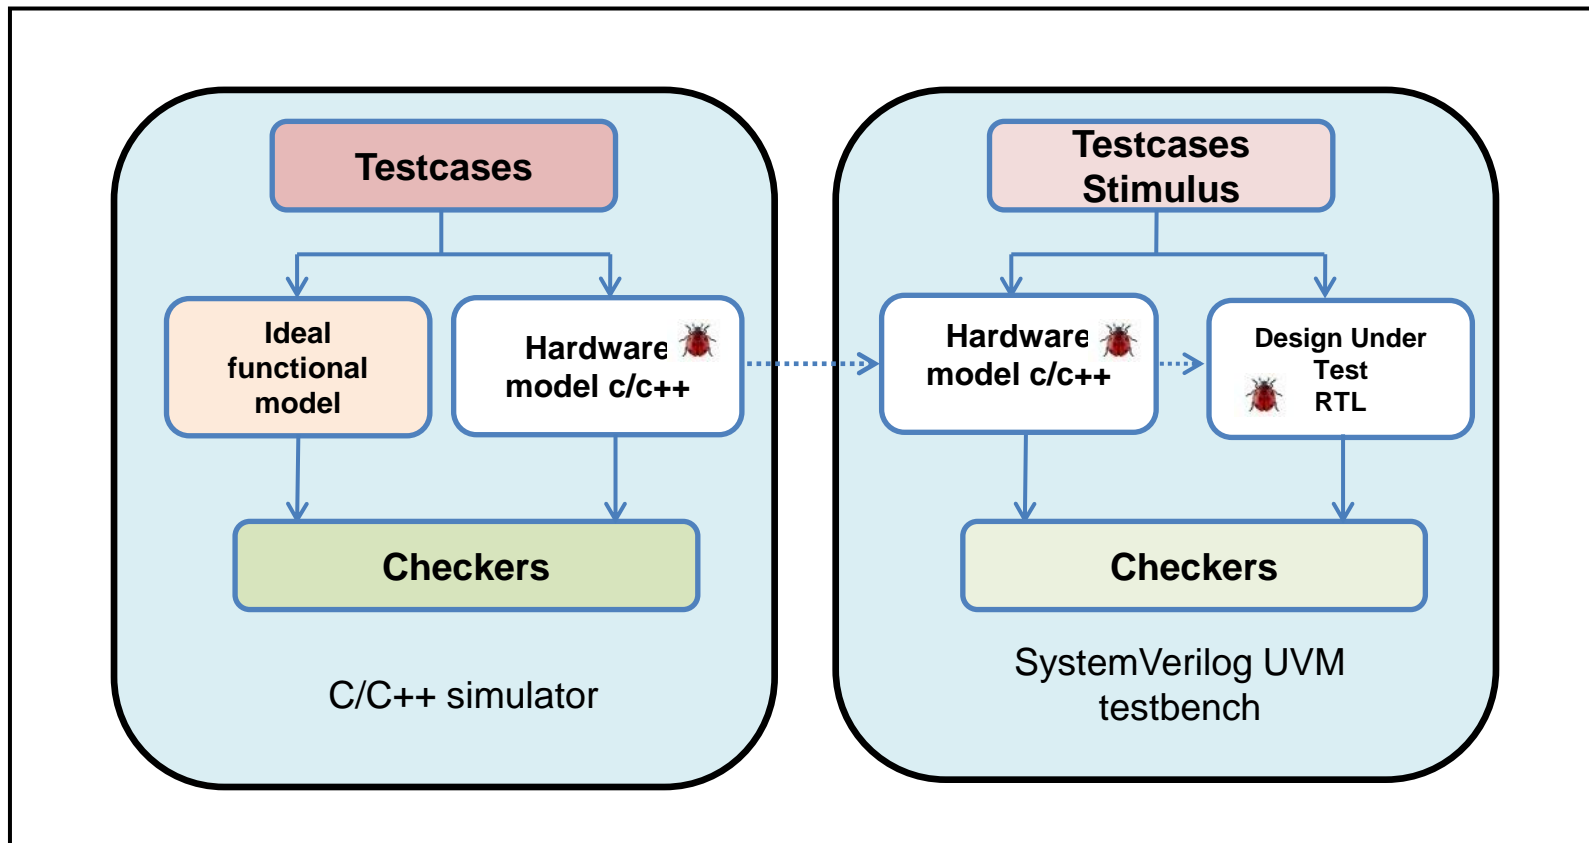 Testcases
Ideal
functional
model
Hardware
model c/c++
Checkers
C/C++ simulator
Testcases
Stimulus
Hardware
model c/c++
Design Under
Test
RTL
Checkers
SystemVerilog UVM
testbench